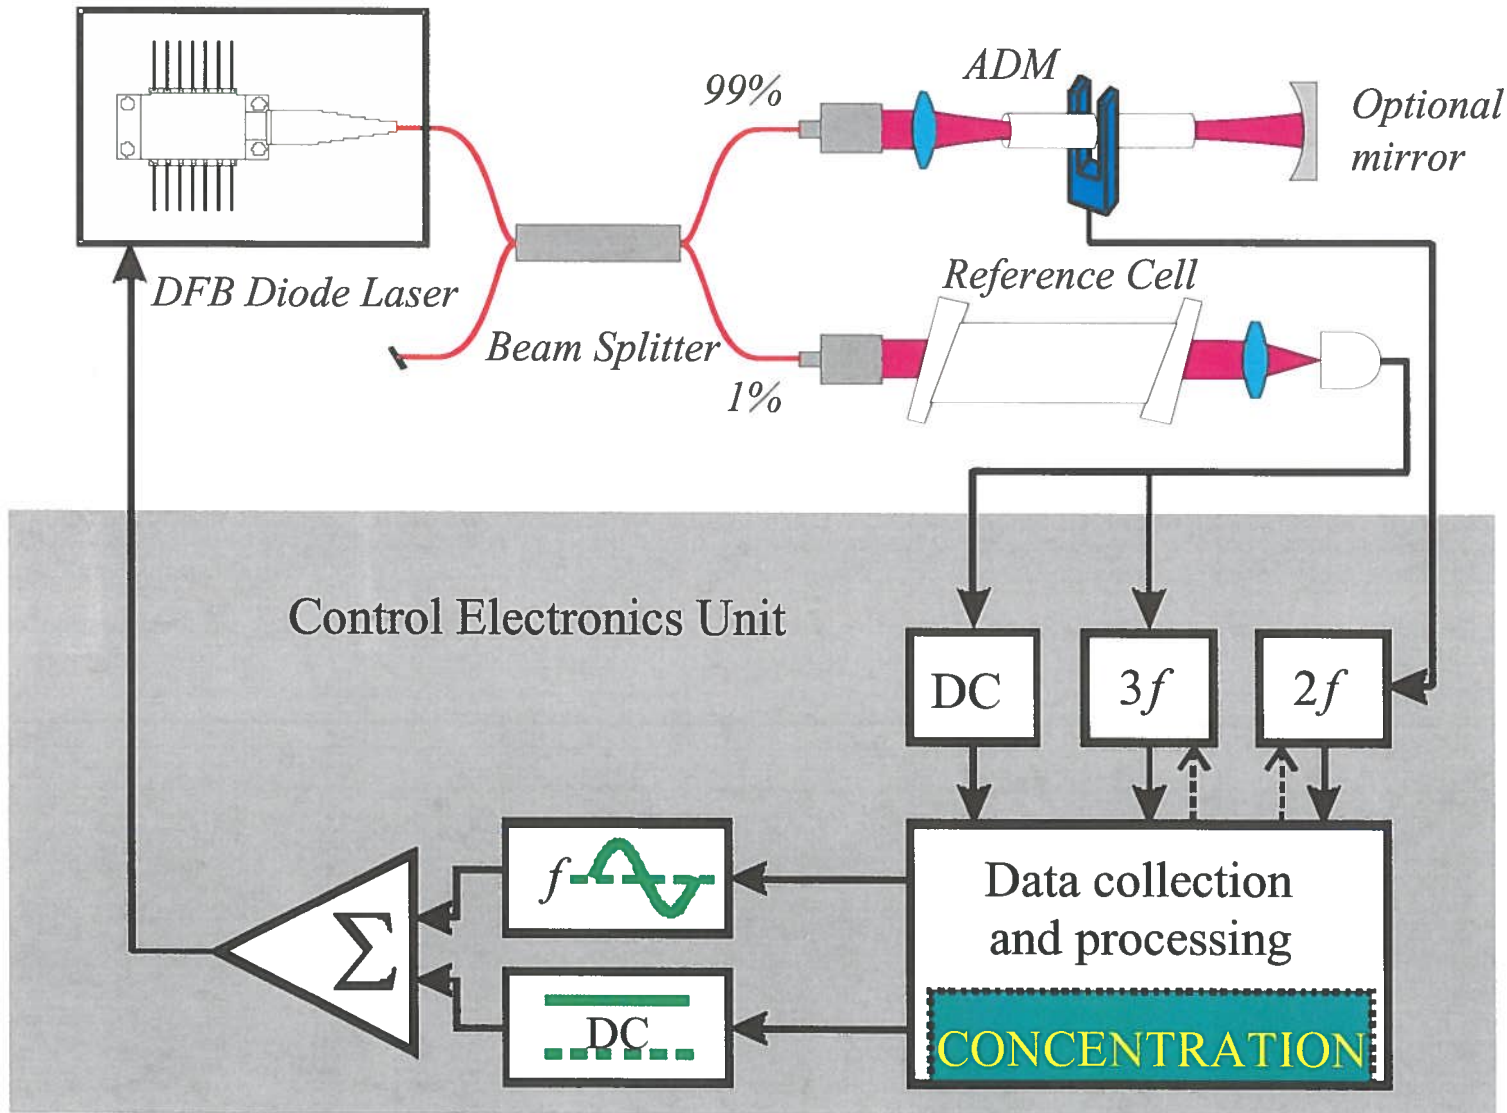 99%
ADM
Optional
mirror
DFB Diode Laser
Beam Splitter
Reference Cell
1%
Control Electronics Unit
DC
3f
2f
f
Σ
DC
Data collection
and processing
CONCENTRATION